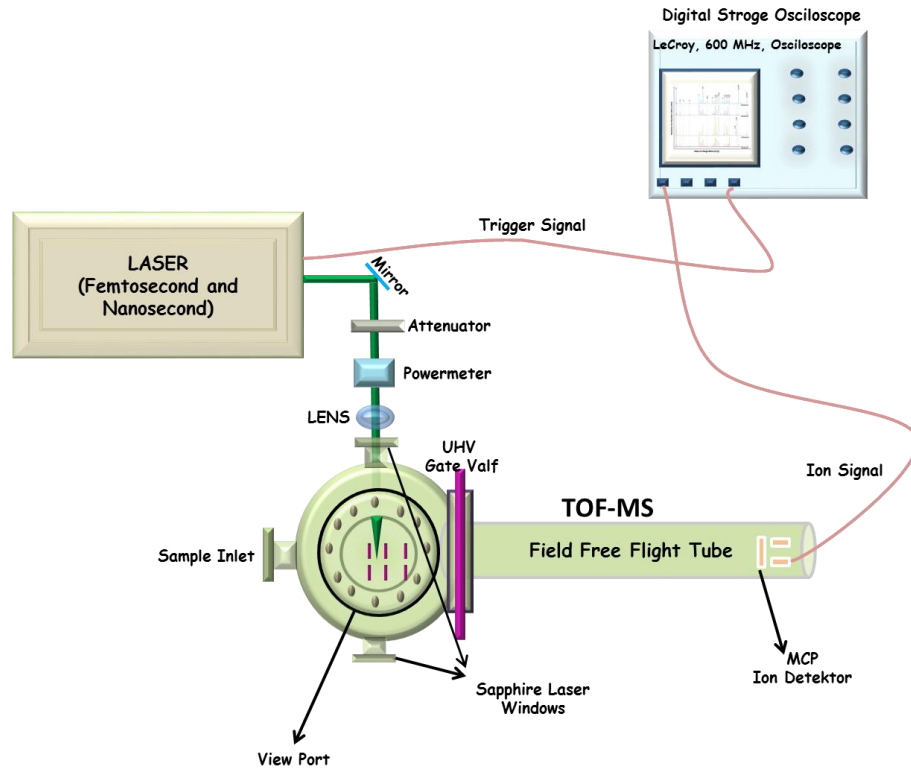 Digital Stroge Osciloscope
LeCroy, 600 MHz, Osciloscope
Trigger Signal
LASER
(Femtosecond and
Nanosecond)
Mirror
Attenuator
Powermeter
LENS
UHV
Gate Valf
Ion Signal
TOF-MS
Sample Inlet
Field Free Flight Tube
MCP
Ion Detektor
Sapphire Laser
Windows
View Port